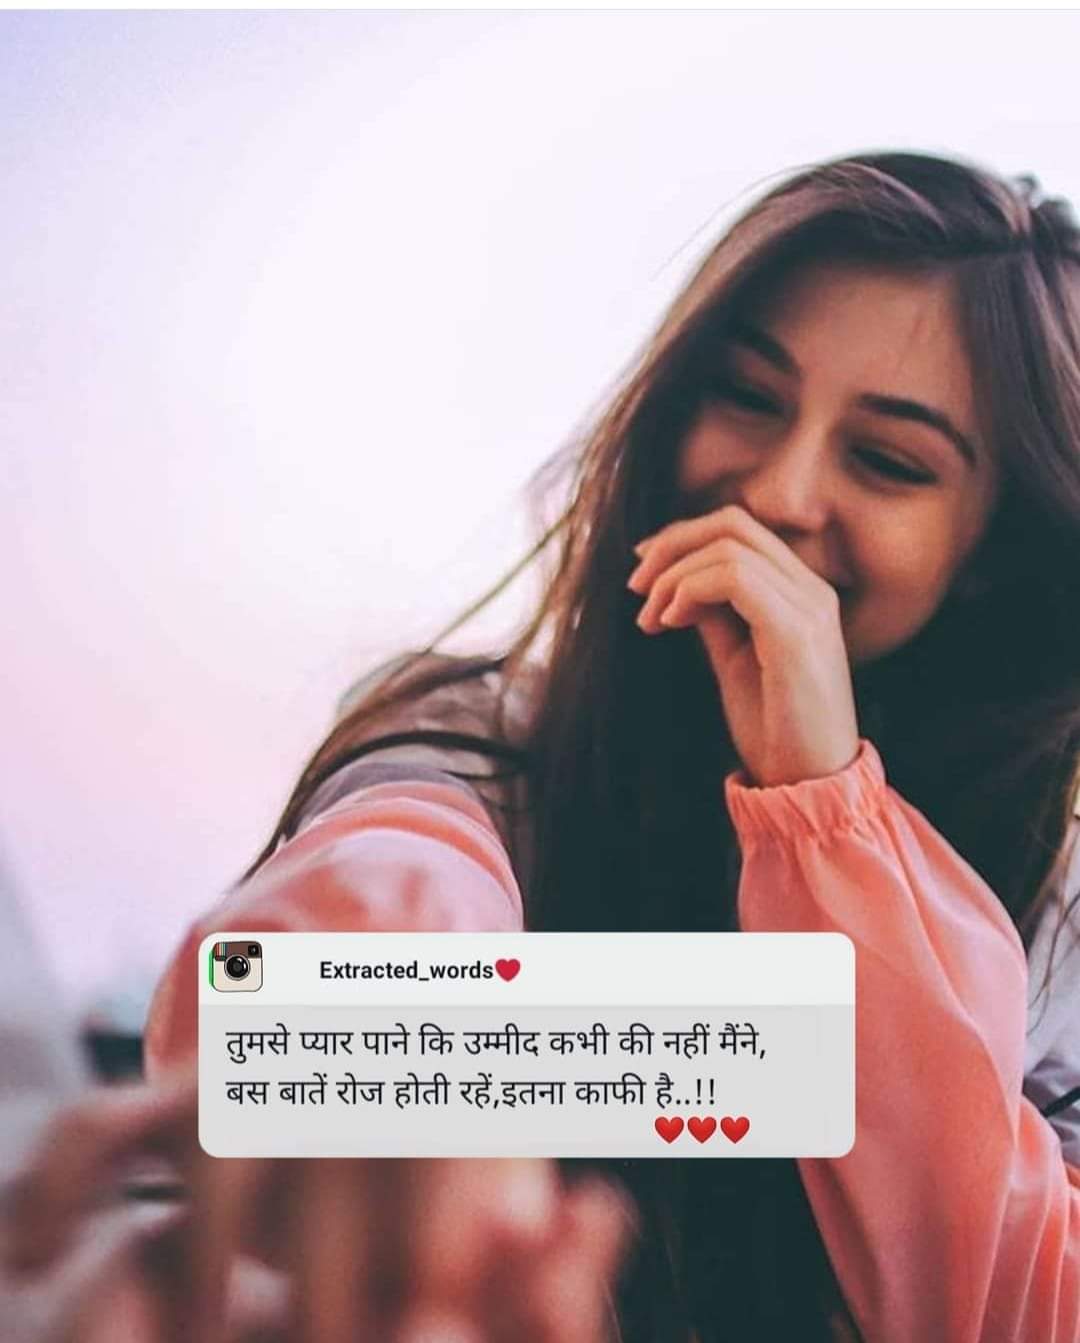 Extracted_words❤
तुमसे प्यार पाने कि उम्मीद कभी की नहीं मैंने,
बस बातें रोज होती रहें,इतना काफी है..!!
❤❤❤